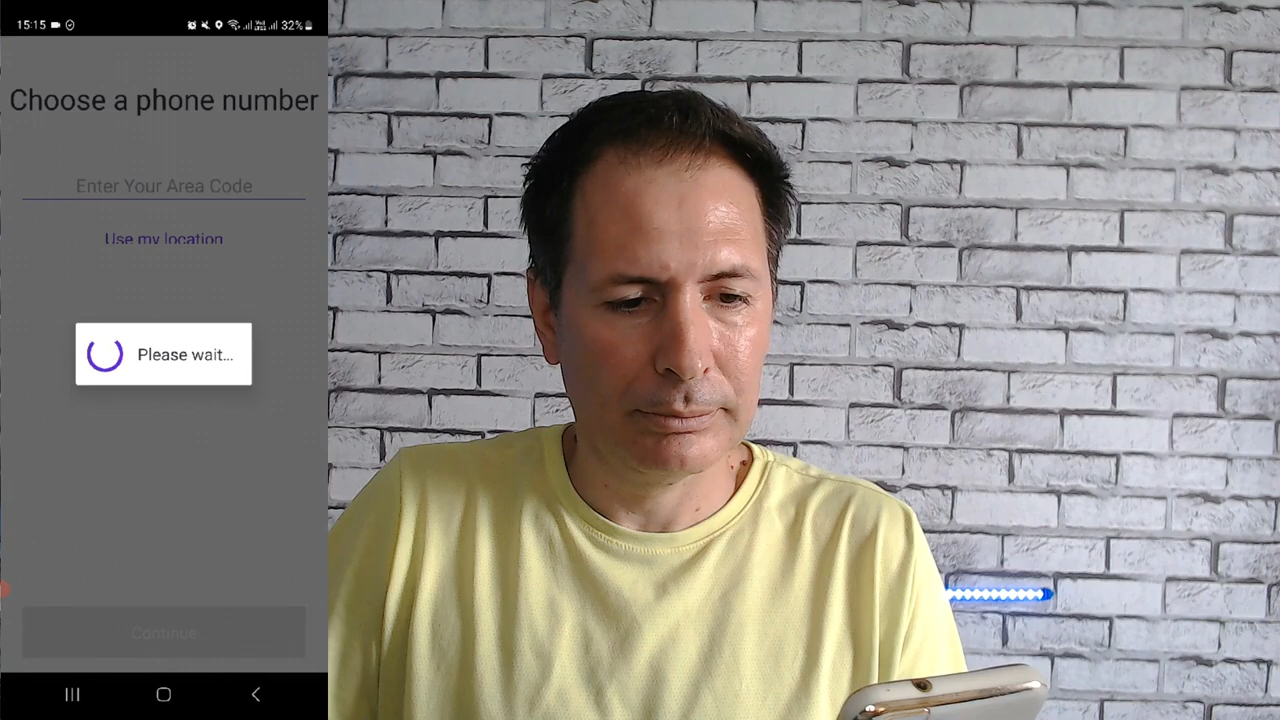 15:15 32%
Choose a phone number
Enter Your Area Code
Use my location
Please wait...
Continue